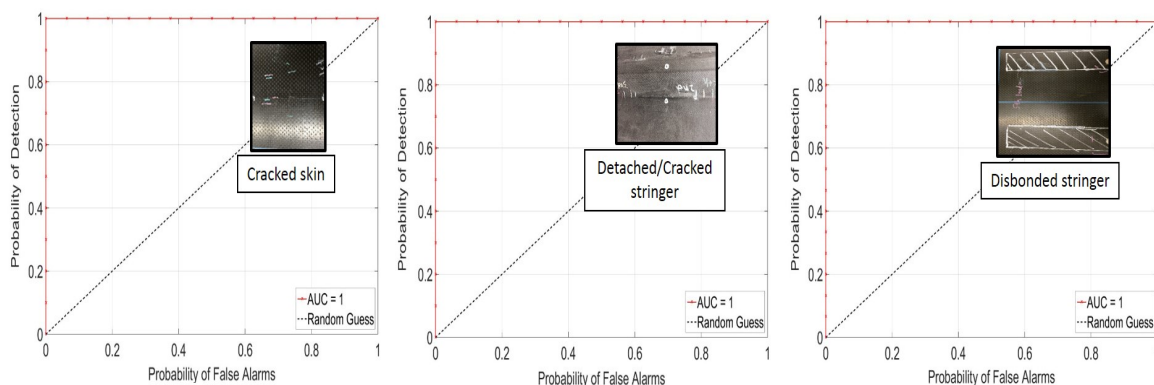 Probability of Detection
1
0.8
0.6
0.4
0.2
0
0
0.2
0.4
0.6
0.8
1
Probability of False Alarms
Cracked skin
AUC = 1
Random Guess
Probability of Detection
1
0.8
0.6
0.4
0.2
0
0
0.2
0.4
0.6
0.8
1
Probability of False Alarms
Detached/Cracked
stringer
AUC = 1
Random Guess
Probability of Detection
1
0.8
0.6
0.4
0.2
0
0
0.2
0.4
0.6
0.8
Probability of False Alarms
Disbonded stringer
AUC = 1
Random Guess